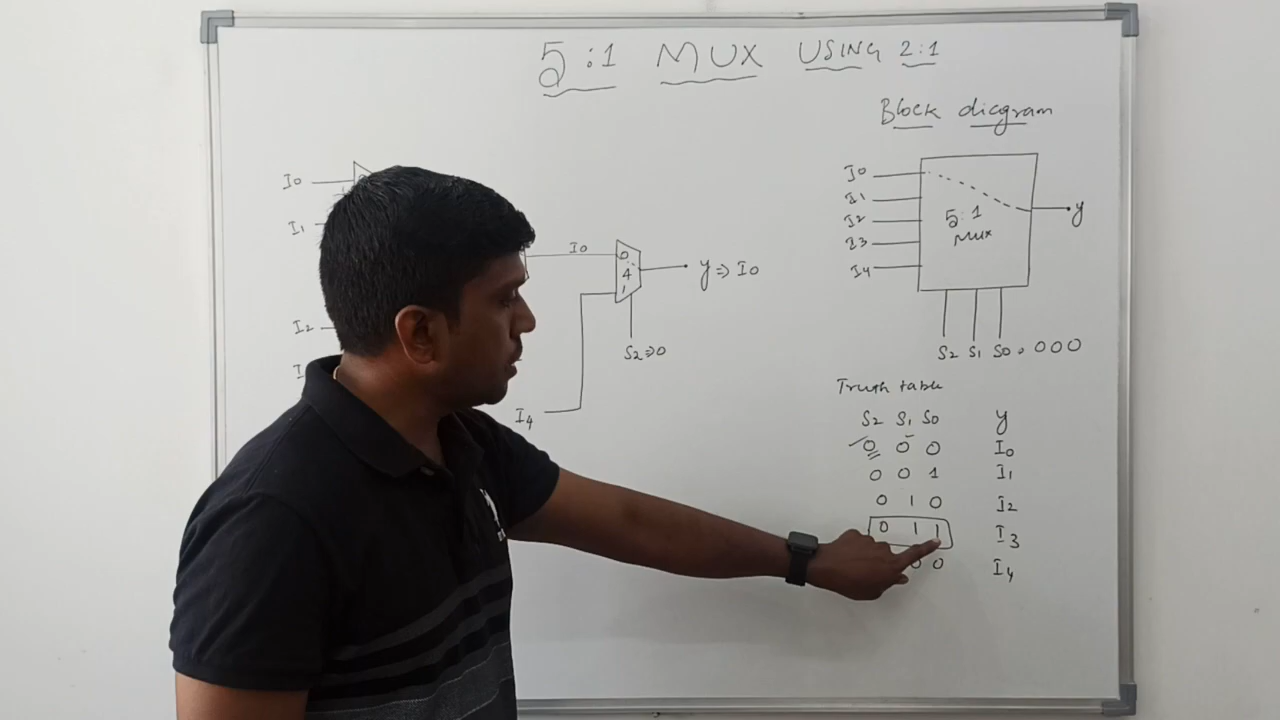 5:1 MUX USING 2:1
Block diagram
I0
I1
I2
I3
I4
5:1
Mux
y
S2 S1 S0 = 000
I0
I1
I2
I0
0
4
1
y ⇒ I0
S2 ⇒ 0
I4
Truth table
S2 S1 S0 y
0 0 0 I0
0 0 1 I1
0 1 0 I2
0 1 1 I3
0 0 I4